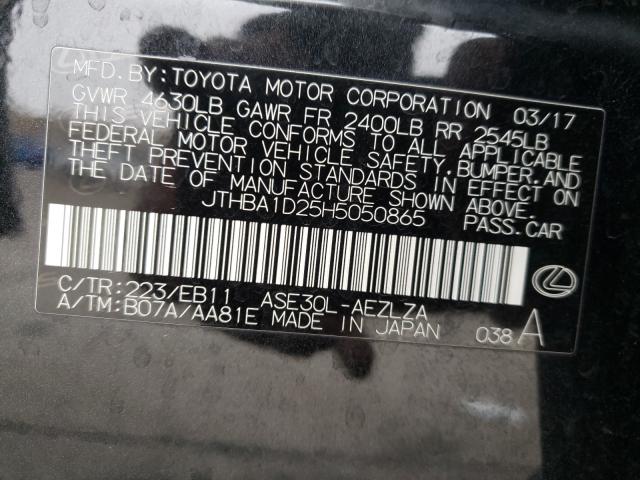 MFD. BY: TOYOTA MOTOR CORPORATION 03/17
GVWR 4630LB GAWR FR 2400LB RR 2545LB
THIS VEHICLE CONFORMS TO ALL APPLICABLE
FEDERAL MOTOR VEHICLE SAFETY, BUMPER, AND
THEFT PREVENTION STANDARDS IN EFFECT ON
THE DATE OF MANUFACTURE SHOWN ABOVE.
JTHBA1D25H5050865 PASS.CAR
C/TR:223/EB11 ASE30L-AEZLZA
A/TM:B07A/AA81E MADE IN JAPAN 038 A